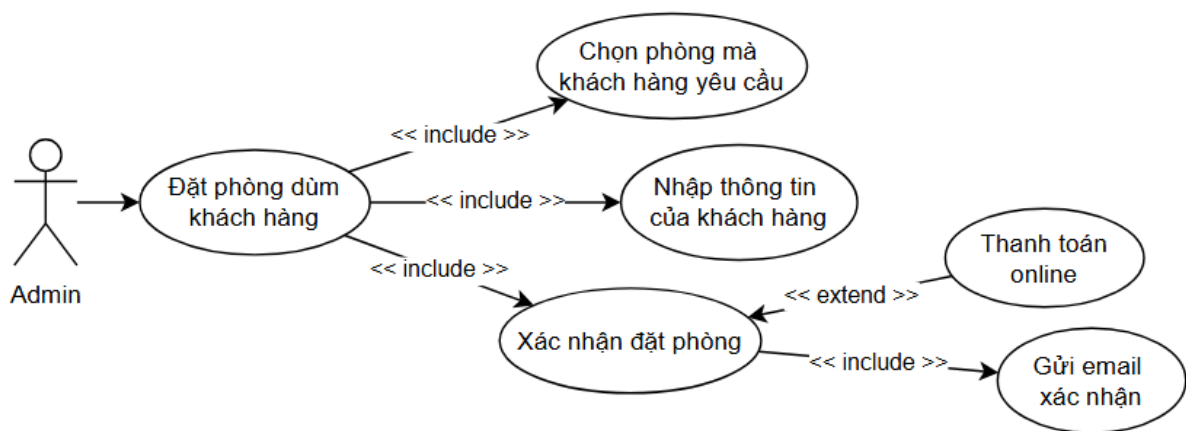 Chọn phòng mà
khách hàng yêu cầu
<< include >>
Đặt phòng dùm
khách hàng
<< include >>
Nhập thông tin
của khách hàng
Admin
<< include >>
Thanh toán
online
<< extend >>
Xác nhận đặt phòng
<< include >>
Gửi email
xác nhận